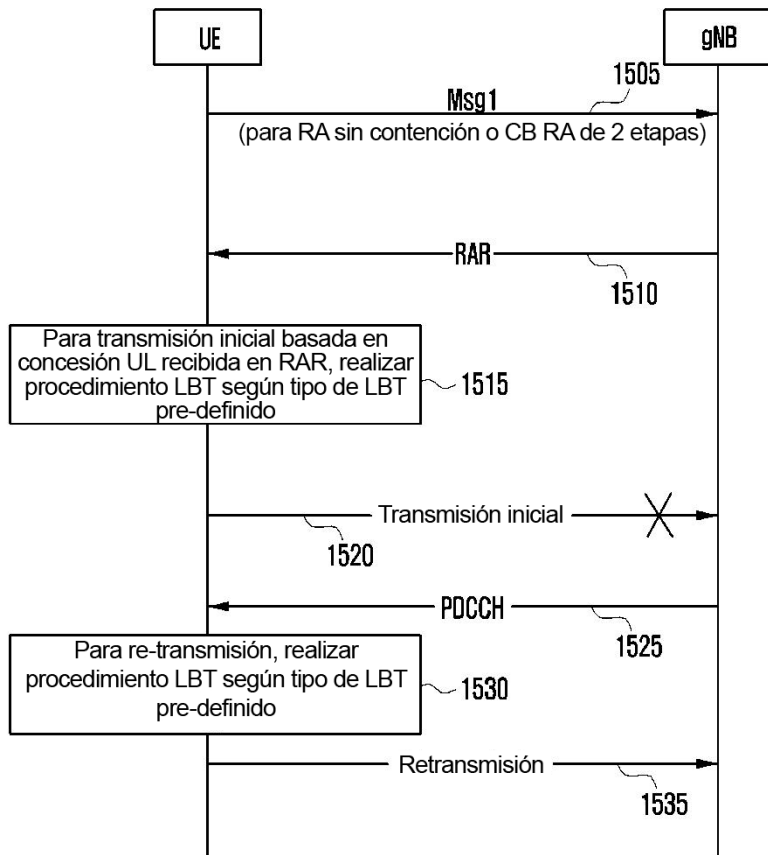 UE
gNB
1505
Msg1
(para RA sin contención o CB RA de 2 etapas)
RAR
1510
Para transmisión inicial basada en
concesión UL recibida en RAR, realizar
procedimiento LBT según tipo de LBT
pre-definido
1515
Transmisión inicial
1520
PDCCH
1525
Para re-transmisión, realizar
procedimiento LBT según tipo de LBT
pre-definido
1530
Retransmisión
1535